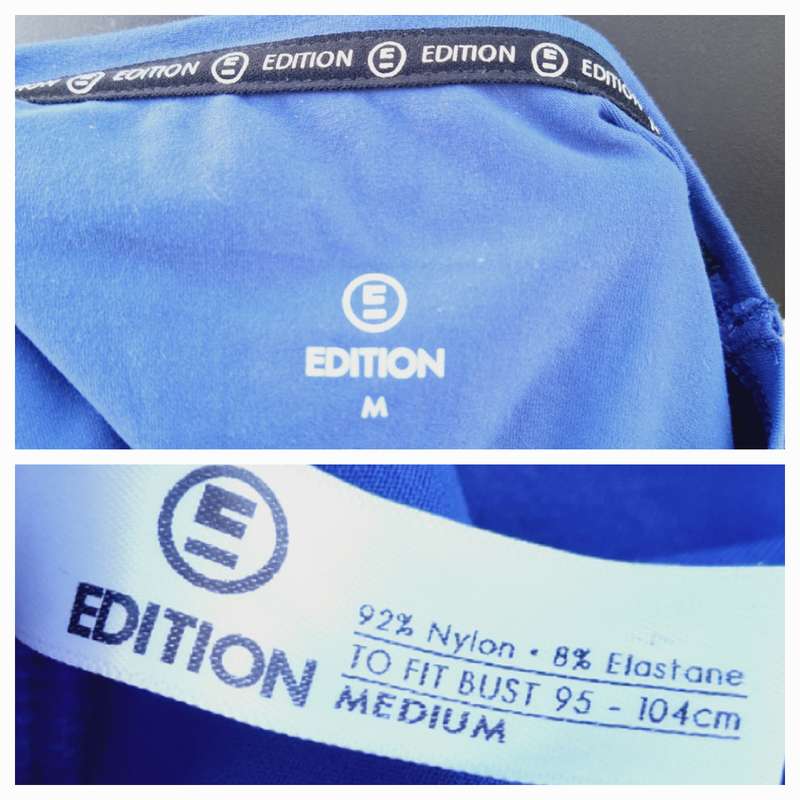 EDITION EDITION EDITION EDITION
EDITION
M
EDITION
92% Nylon • 8% Elastane
TO FIT BUST 95 - 104cm
MEDIUM